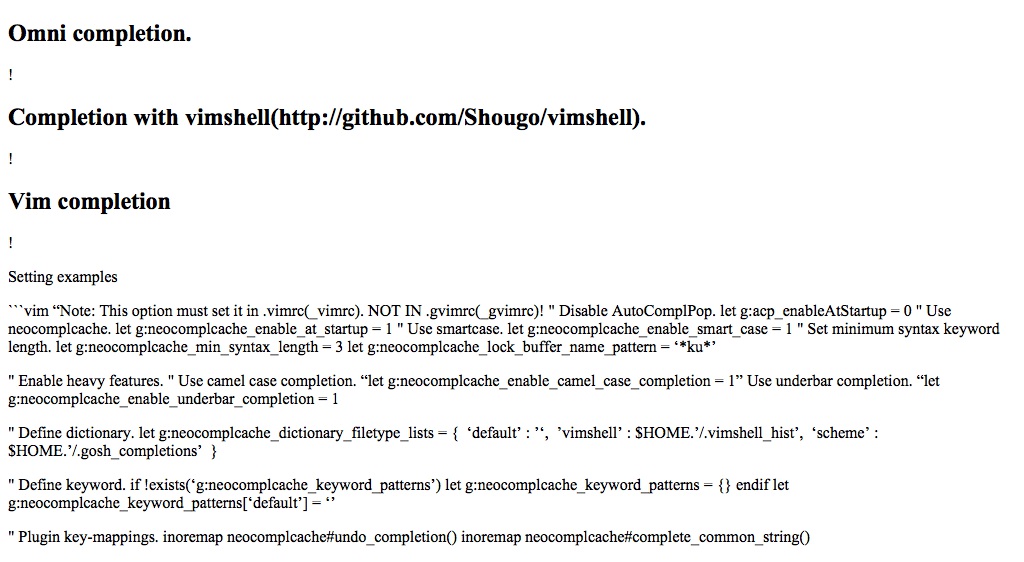 Omni completion.
!
Completion with vimshell(http://github.com/Shougo/vimshell).
!
Vim completion
!
Setting examples
```vim “Note: This option must set it in .vimrc(_vimrc). NOT IN .gvimrc(_gvimrc)! " Disable AutoComplPop. let g:acp_enableAtStartup = 0 " Use
neocomplcache. let g:neocomplcache_enable_at_startup = 1 " Use smartcase. let g:neocomplcache_enable_smart_case = 1 " Set minimum syntax keyword
length. let g:neocomplcache_min_syntax_length = 3 let g:neocomplcache_lock_buffer_name_pattern = ‘*ku*’
" Enable heavy features. " Use camel case completion. “let g:neocomplcache_enable_camel_case_completion = 1” Use underbar completion. “let
g:neocomplcache_enable_underbar_completion = 1
" Define dictionary. let g:neocomplcache_dictionary_filetype_lists = { ‘default’ : ’‘, ’vimshell’ : $HOME.’/.vimshell_hist’, ‘scheme’ :
$HOME.’/.gosh_completions’ }
" Define keyword. if !exists(‘g:neocomplcache_keyword_patterns’) let g:neocomplcache_keyword_patterns = {} endif let
g:neocomplcache_keyword_patterns[‘default’] = ‘’
" Plugin key-mappings. inoremap neocomplcache#undo_completion() inoremap neocomplcache#complete_common_string()